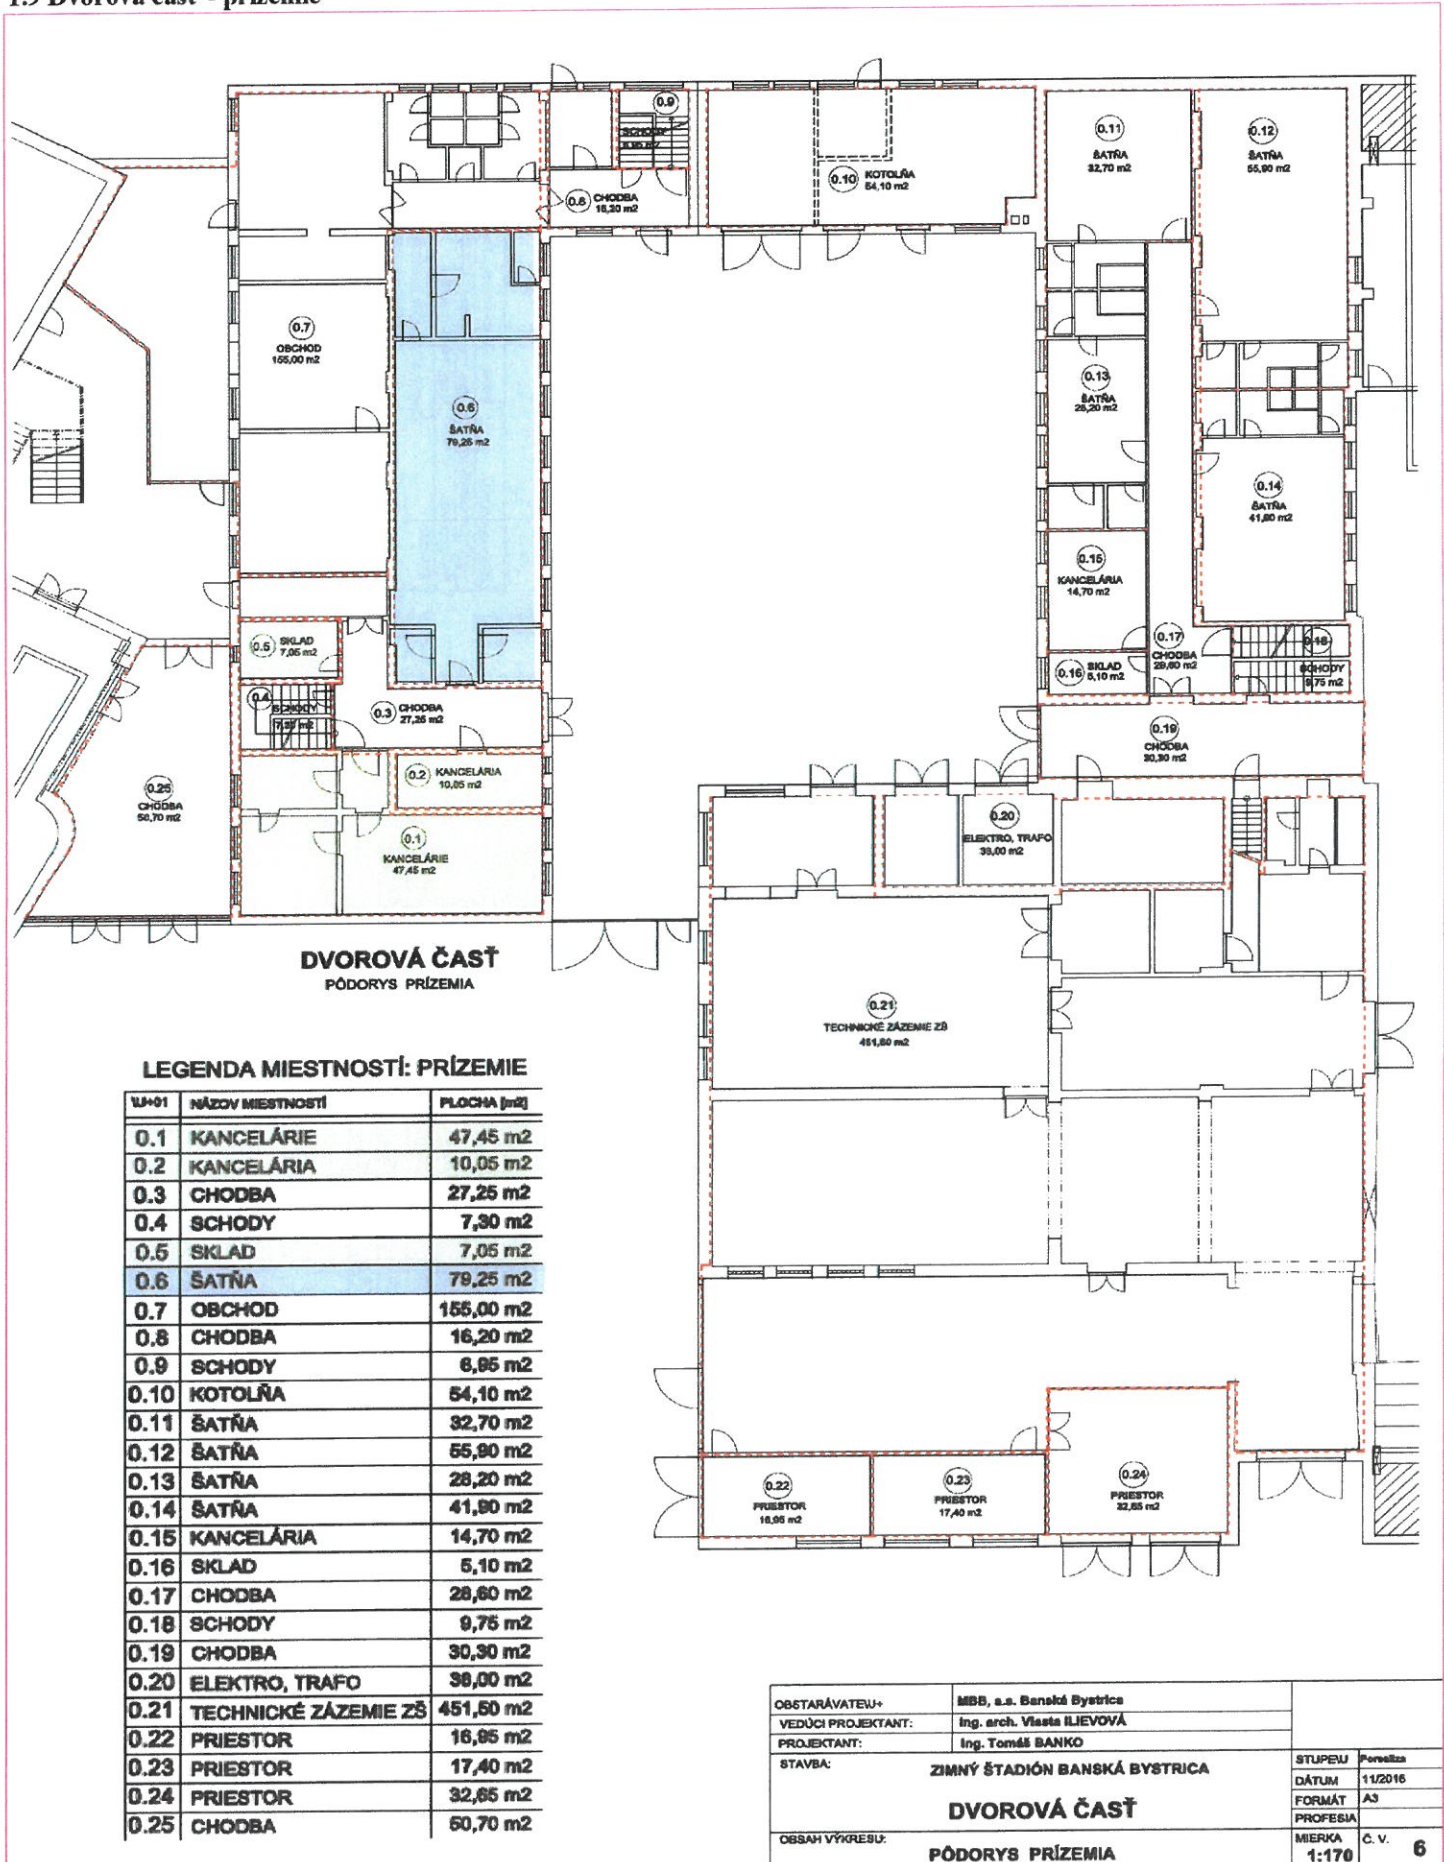 1.5 Dvorová časť - prízemie
0.9
SCHODY
6,95 m2
0.8
CHODBA
16,20 m2
0.10
KOTOLŇA
54,10 m2
0.11
ŠATŇA
32,70 m2
0.12
ŠATŇA
55,90 m2
0.7
OBCHOD
155,00 m2
0.6
ŠATŇA
79,25 m2
0.13
ŠATŇA
28,20 m2
0.14
ŠATŇA
41,90 m2
0.15
KANCELÁRIA
14,70 m2
0.5
SKLAD
7,05 m2
0.17
CHODBA
28,60 m2
0.18
SCHODY
9,75 m2
0.16
SKLAD
5,10 m2
0.4
SCHODY
0.3
CHODBA
27,25 m2
0.19
CHODBA
30,30 m2
0.2
KANCELÁRIA
10,05 m2
0.25
CHODBA
50,70 m2
0.1
KANCELÁRIE
47,45 m2
0.20
ELEKTRO, TRAFO
38,00 m2
DVOROVÁ ČASŤ
PÔDORYS PRÍZEMIA
0.21
TECHNICKÉ ZÁZEMIE ZŠ
451,50 m2
0.22
PRIESTOR
16,95 m2
0.23
PRIESTOR
17,40 m2
0.24
PRIESTOR
32,65 m2
LEGENDA MIESTNOSTÍ: PRÍZEMIE
\U+01 NÁZOV MIESTNOSTÍ PLOCHA [m2]
0.1 KANCELÁRIE 47,45 m2
0.2 KANCELÁRIA 10,05 m2
0.3 CHODBA 27,25 m2
0.4 SCHODY 7,30 m2
0.5 SKLAD 7,05 m2
0.6 ŠATŇA 79,25 m2
0.7 OBCHOD 155,00 m2
0.8 CHODBA 16,20 m2
0.9 SCHODY 6,95 m2
0.10 KOTOLŇA 54,10 m2
0.11 ŠATŇA 32,70 m2
0.12 ŠATŇA 55,90 m2
0.13 ŠATŇA 28,20 m2
0.14 ŠATŇA 41,90 m2
0.15 KANCELÁRIA 14,70 m2
0.16 SKLAD 5,10 m2
0.17 CHODBA 28,60 m2
0.18 SCHODY 9,75 m2
0.19 CHODBA 30,30 m2
0.20 ELEKTRO, TRAFO 38,00 m2
0.21 TECHNICKÉ ZÁZEMIE ZŠ 451,50 m2
0.22 PRIESTOR 16,95 m2
0.23 PRIESTOR 17,40 m2
0.24 PRIESTOR 32,65 m2
0.25 CHODBA 50,70 m2
OBSTARÁVATE\U+ MBB, a.s. Banská Bystrica
VEDÚCI PROJEKTANT: Ing. arch. Vlasta ILIEVOVÁ
PROJEKTANT: Ing. Tomáš BANKO
STAVBA: ZIMNÝ ŠTADIÓN BANSKÁ BYSTRICA
DVOROVÁ ČASŤ
STUPE\U
DÁTUM 11/2016
FORMÁT A3
PROFESIA
OBSAH VÝKRESU: PÔDORYS PRÍZEMIA
MIERKA 1:170
Č. V. 6